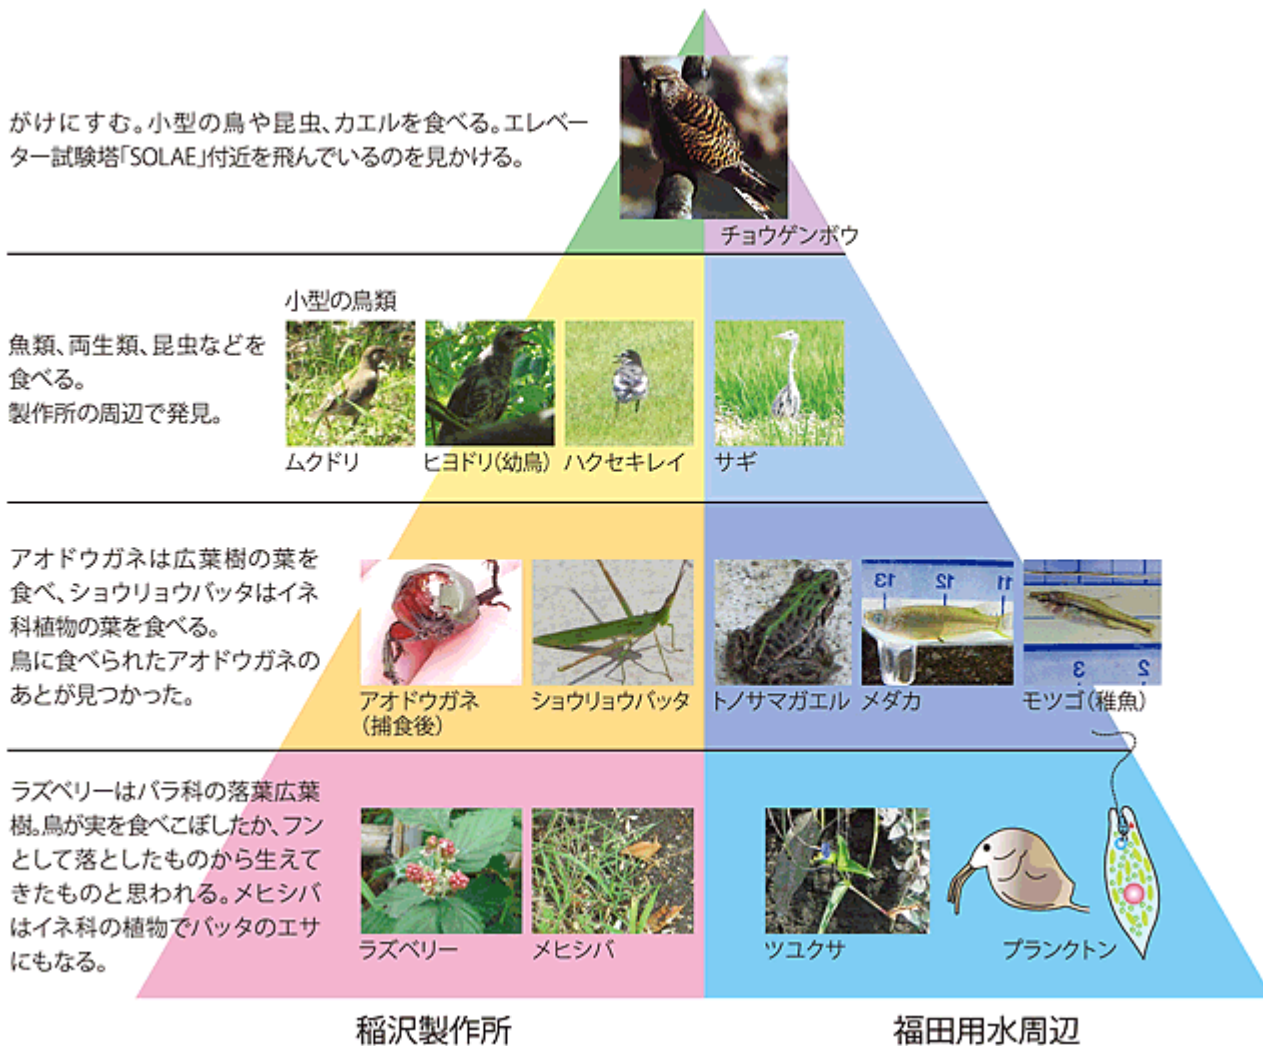 がけにすむ。小型の鳥や昆虫、カエルを食べる。エレベー
ター試験塔「SOLAE」付近を飛んでいるのを見かける。
チョウゲンボウ
小型の鳥類
魚類、両生類、昆虫などを
食べる。
製作所の周辺で発見。
ムクドリ
ヒヨドリ(幼鳥)
ハクセキレイ
サギ
アオドウガネは広葉樹の葉を
食べ、ショウリョウバッタはイネ
科植物の葉を食べる。
鳥に食べられたアオドウガネの
あとが見つかった。
13 12 11
3 2
アオドウガネ
(捕食後)
ショウリョウバッタ
トノサマガエル
メダカ
モツゴ(稚魚)
ラズベリーはバラ科の落葉広葉
樹。鳥が実を食べこぼしたか、フン
として落としたものから生えて
きたものと思われる。メヒシバ
はイネ科の植物でバッタのエサ
にもなる。
ラズベリー
メヒシバ
ツユクサ
プランクトン
稲沢製作所
福田用水周辺